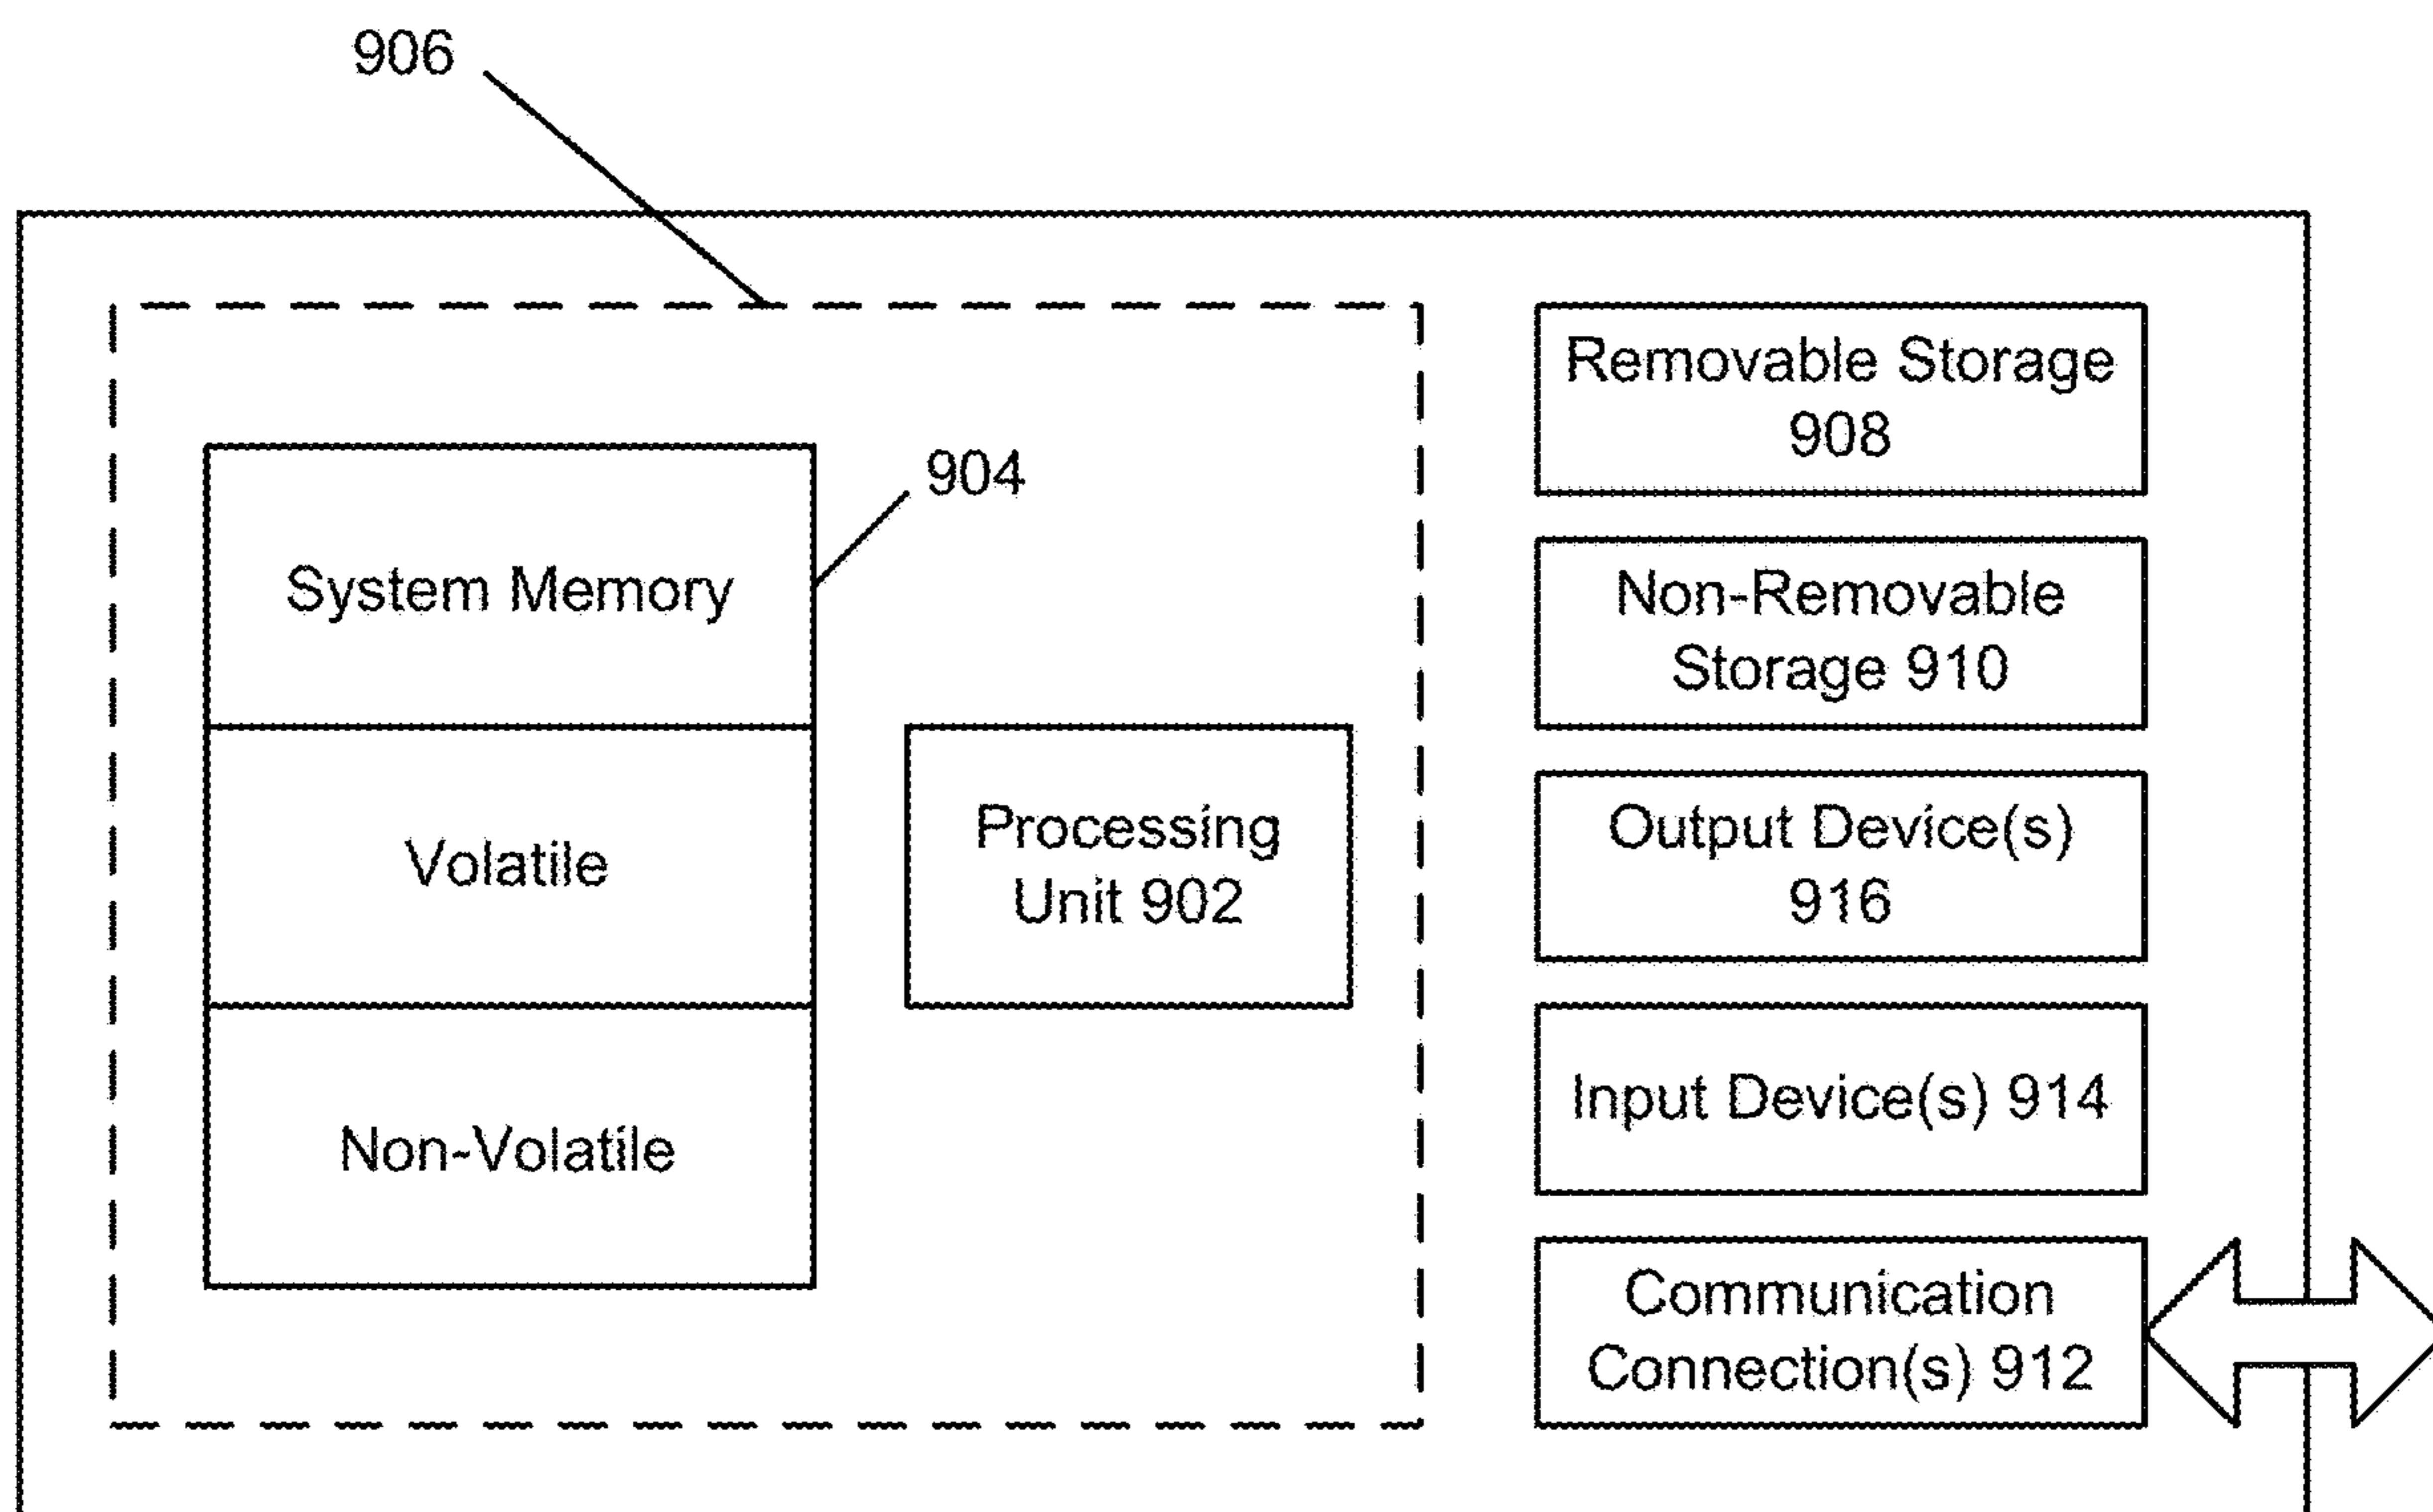 906
904
System Memory
Volatile
Non-Volatile
Processing
Unit 902
Removable Storage
908
Non-Removable
Storage 910
Output Device(s)
916
Input Device(s) 914
Communication
Connection(s) 912